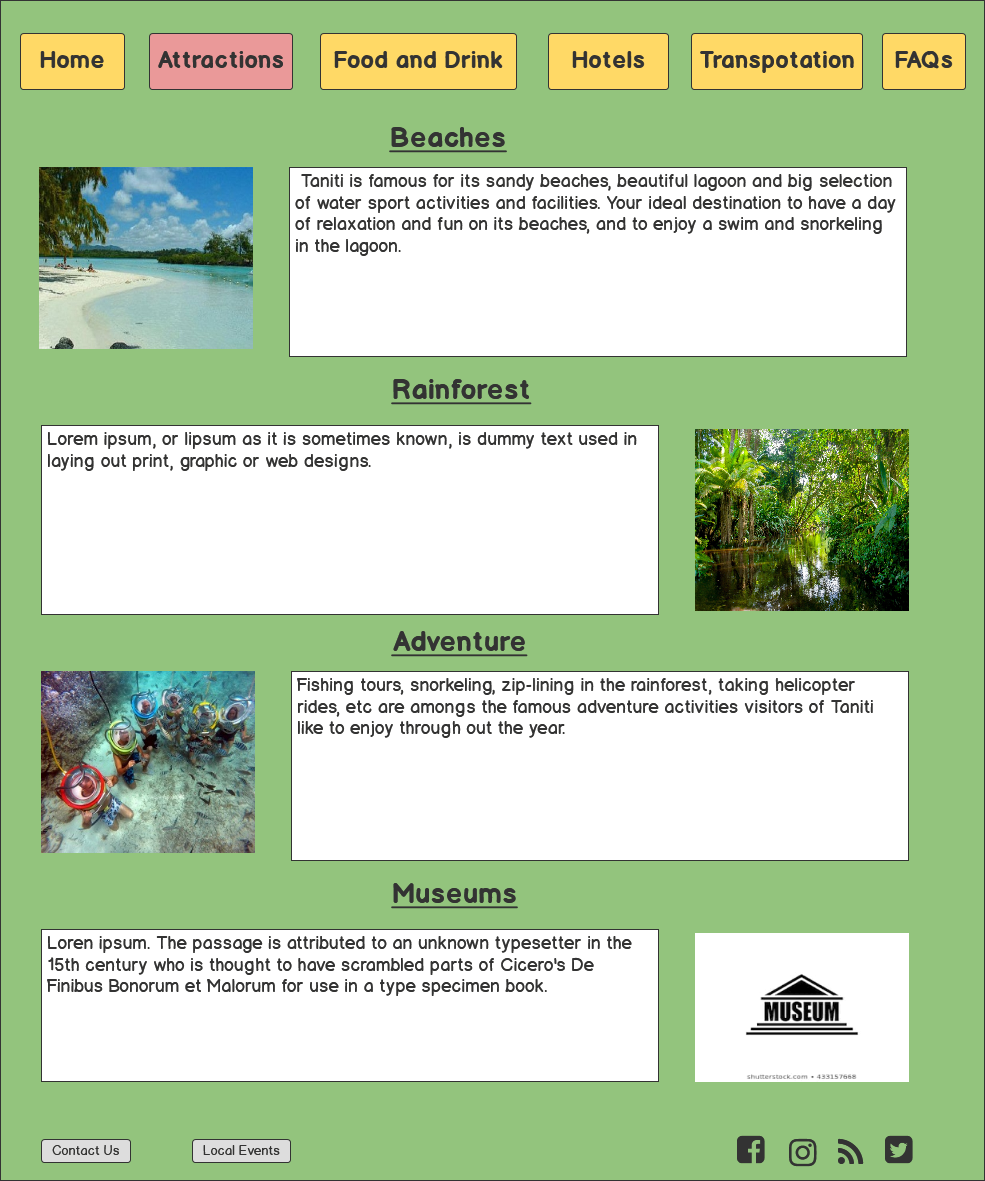 Home Attractions Food and Drink Hotels Transpotation FAQs
Beaches
Taniti is famous for its sandy beaches, beautiful lagoon and big selection
of water sport activities and facilities. Your ideal destination to have a day
of relaxation and fun on its beaches, and to enjoy a swim and snorkeling
in the lagoon.
Rainforest
Lorem ipsum, or lipsum as it is sometimes known, is dummy text used in
laying out print, graphic or web designs.
Adventure
Fishing tours, snorkeling, zip-lining in the rainforest, taking helicopter
rides, etc are amongs the famous adventure activities visitors of Taniti
like to enjoy through out the year.
Museums
Loren ipsum. The passage is attributed to an unknown typesetter in the
15th century who is thought to have scrambled parts of Cicero's De
Finibus Bonorum et Malorum for use in a type specimen book.
MUSEUM
shutterstock.com • 433157668
Contact Us Local Events